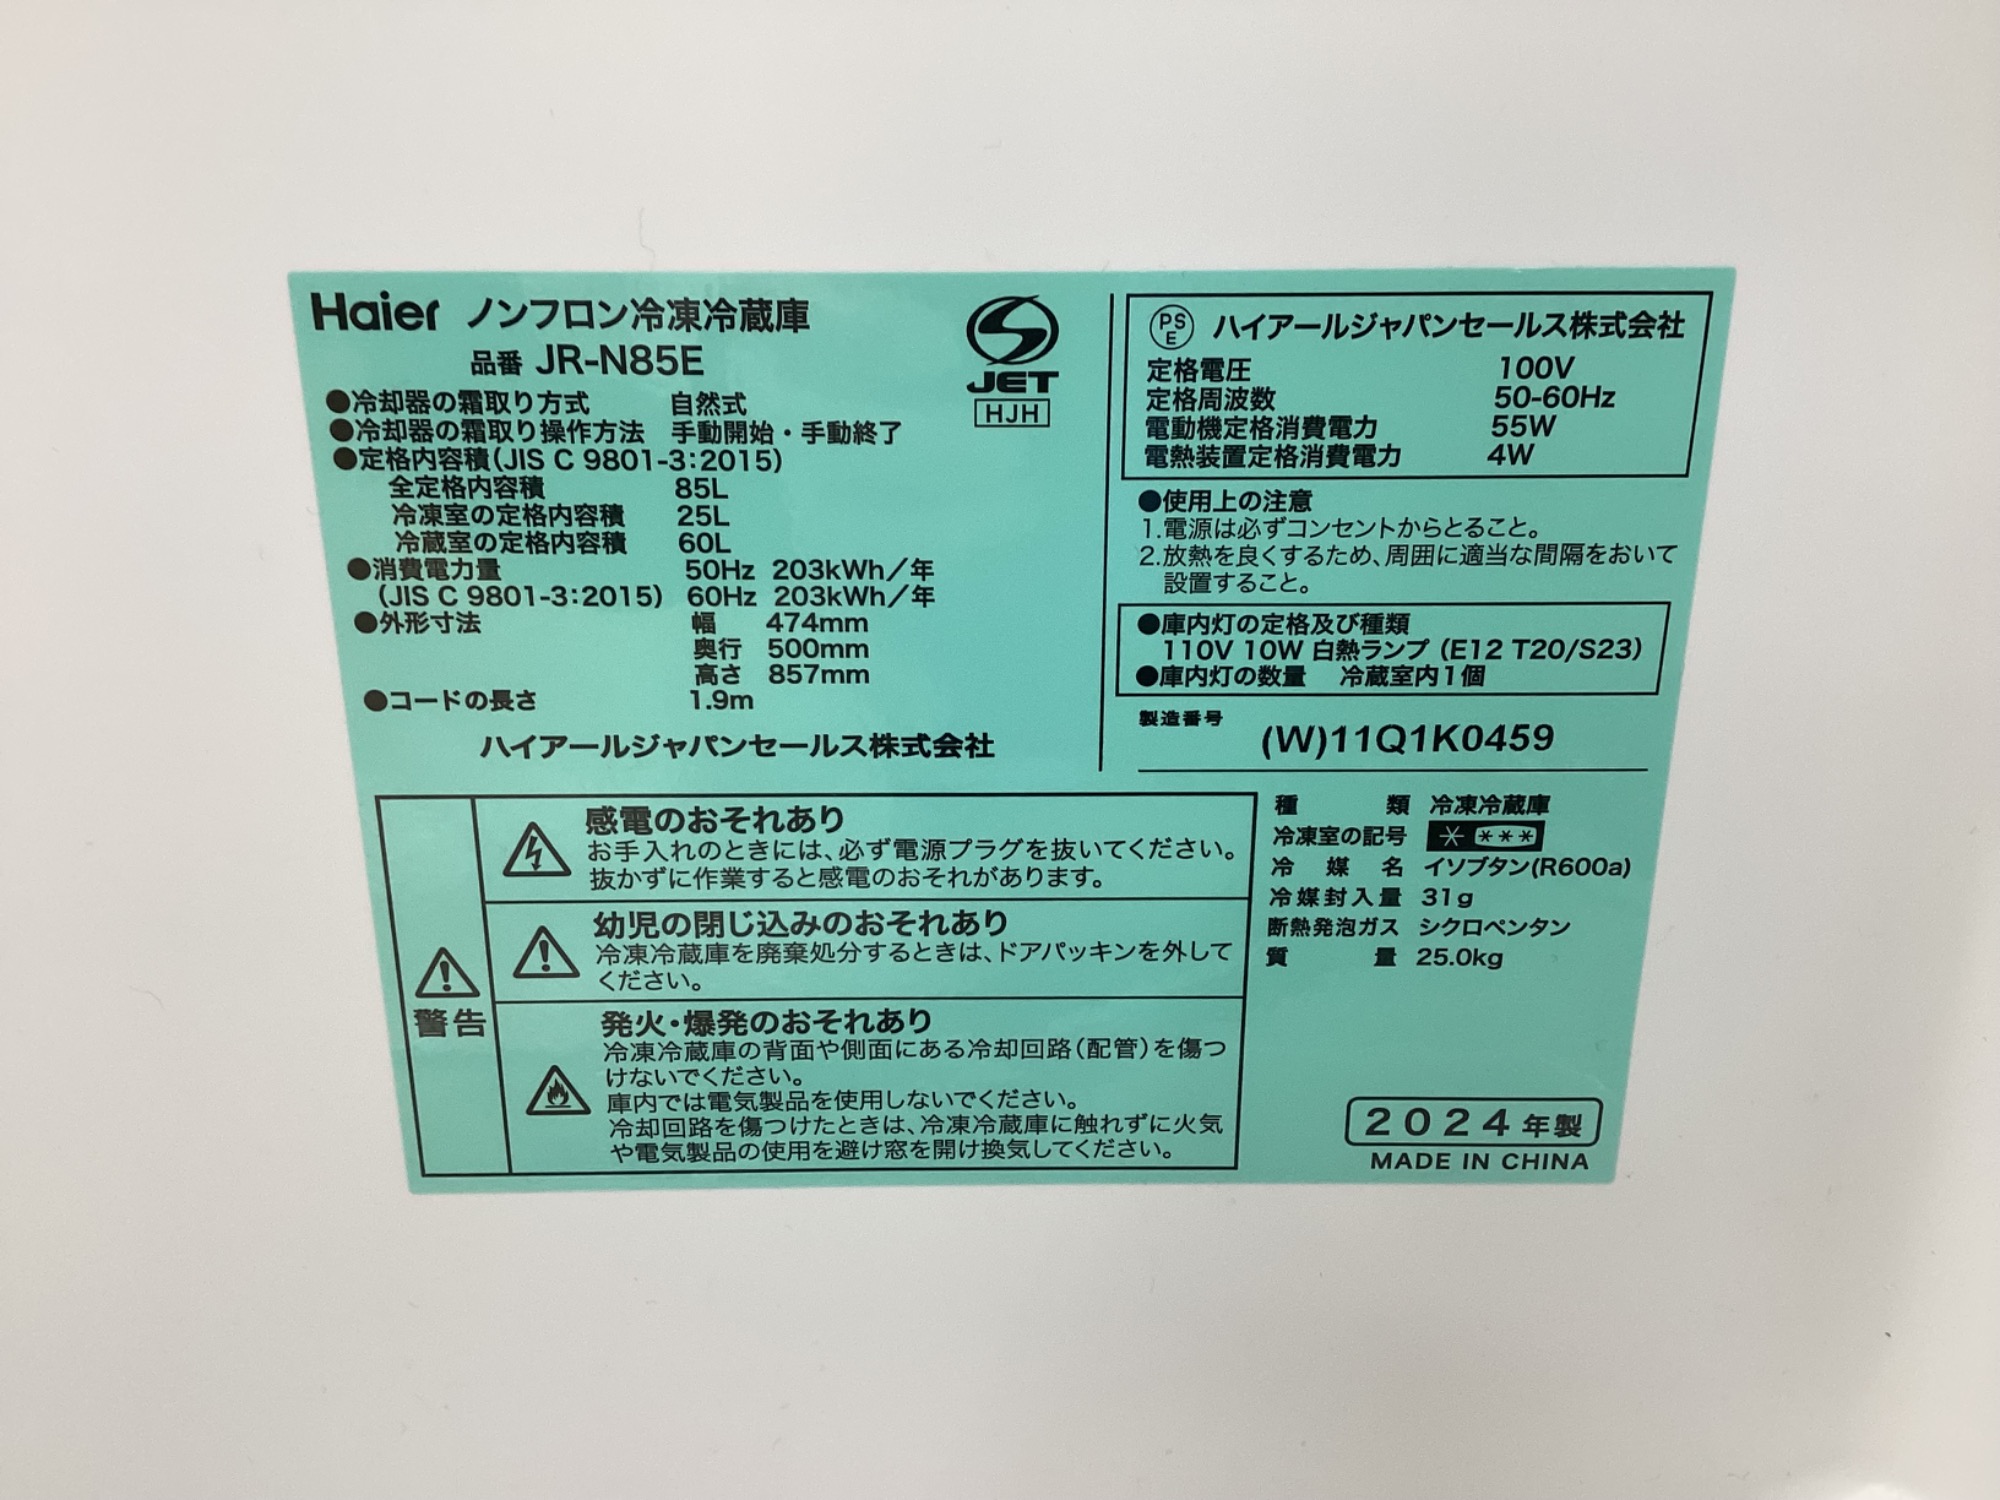 Haier ノンフロン冷凍冷蔵庫
品番 JR-N85E
●冷却器の霜取り方式 自然式
●冷却器の霜取り操作方法 手動開始・手動終了
●定格内容積(JIS C 9801-3:2015)
全定格内容積 85L
冷凍室の定格内容積 25L
冷蔵室の定格内容積 60L
●消費電力量 50Hz 203kWh/年
(JIS C 9801-3:2015) 60Hz 203kWh/年
●外形寸法 幅 474mm
奥行 500mm
高さ 857mm
●コードの長さ 1.9m
ハイアールジャパンセールス株式会社
JET
HJH
PS
E
ハイアールジャパンセールス株式会社
定格電圧 100V
定格周波数 50-60Hz
電動機定格消費電力 55W
電熱装置定格消費電力 4W
●使用上の注意
1.電源は必ずコンセントからとること。
2.放熱を良くするため、周囲に適当な間隔をおいて
設置すること。
●庫内灯の定格及び種類
110V 10W 白熱ランプ (E12 T20/S23)
●庫内灯の数量 冷蔵室内1個
製造番号
(W)11Q1K0459
警告
感電のおそれあり
お手入れのときには、必ず電源プラグを抜いてください。
抜かずに作業すると感電のおそれがあります。
幼児の閉じ込みのおそれあり
冷凍冷蔵庫を廃棄処分するときは、ドアパッキンを外して
ください。
発火・爆発のおそれあり
冷凍冷蔵庫の背面や側面にある冷却回路(配管)を傷つ
けないでください。
庫内では電気製品を使用しないでください。
冷却回路を傷つけたときは、冷凍冷蔵庫に触れずに火気
や電気製品の使用を避け窓を開け換気してください。
種類 冷凍冷蔵庫
冷凍室の記号 * ***
冷媒名 イソブタン(R600a)
冷媒封入量 31g
断熱発泡ガス シクロペンタン
質量 25.0kg
2024年製
MADE IN CHINA